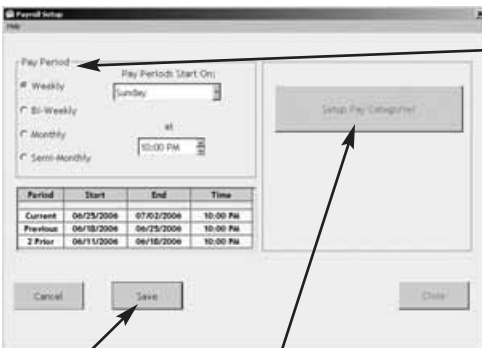 Payroll Setup
Help
Pay Period
Pay Periods Start On:
Weekly
Sunday
Bi-Weekly
at
Monthly
10:00 PM
Semi-Monthly
Setup Pay Categories
Period Start End Time
Current 06/25/2006 07/02/2006 10:00 PM
Previous 06/18/2006 06/25/2006 10:00 PM
2 Prior 06/11/2006 06/18/2006 10:00 PM
Cancel
Save
Close